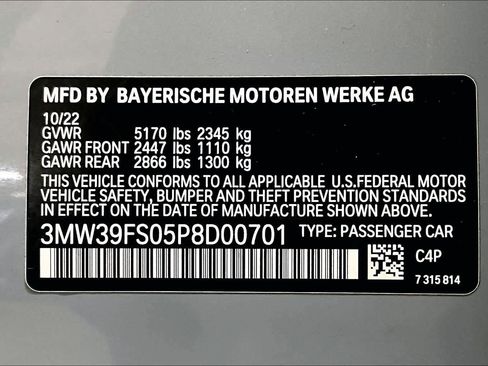 MFD BY BAYERISCHE MOTOREN WERKE AG
10/22
GVWR 5170 lbs 2345 kg
GAWR FRONT 2447 lbs 1110 kg
GAWR REAR 2866 lbs 1300 kg
THIS VEHICLE CONFORMS TO ALL APPLICABLE U.S.FEDERAL MOTOR
VEHICLE SAFETY, BUMPER AND THEFT PREVENTION STANDARDS
IN EFFECT ON THE DATE OF MANUFACTURE SHOWN ABOVE.
3MW39FS05P8D00701 TYPE: PASSENGER CAR
C4P
7 315 814